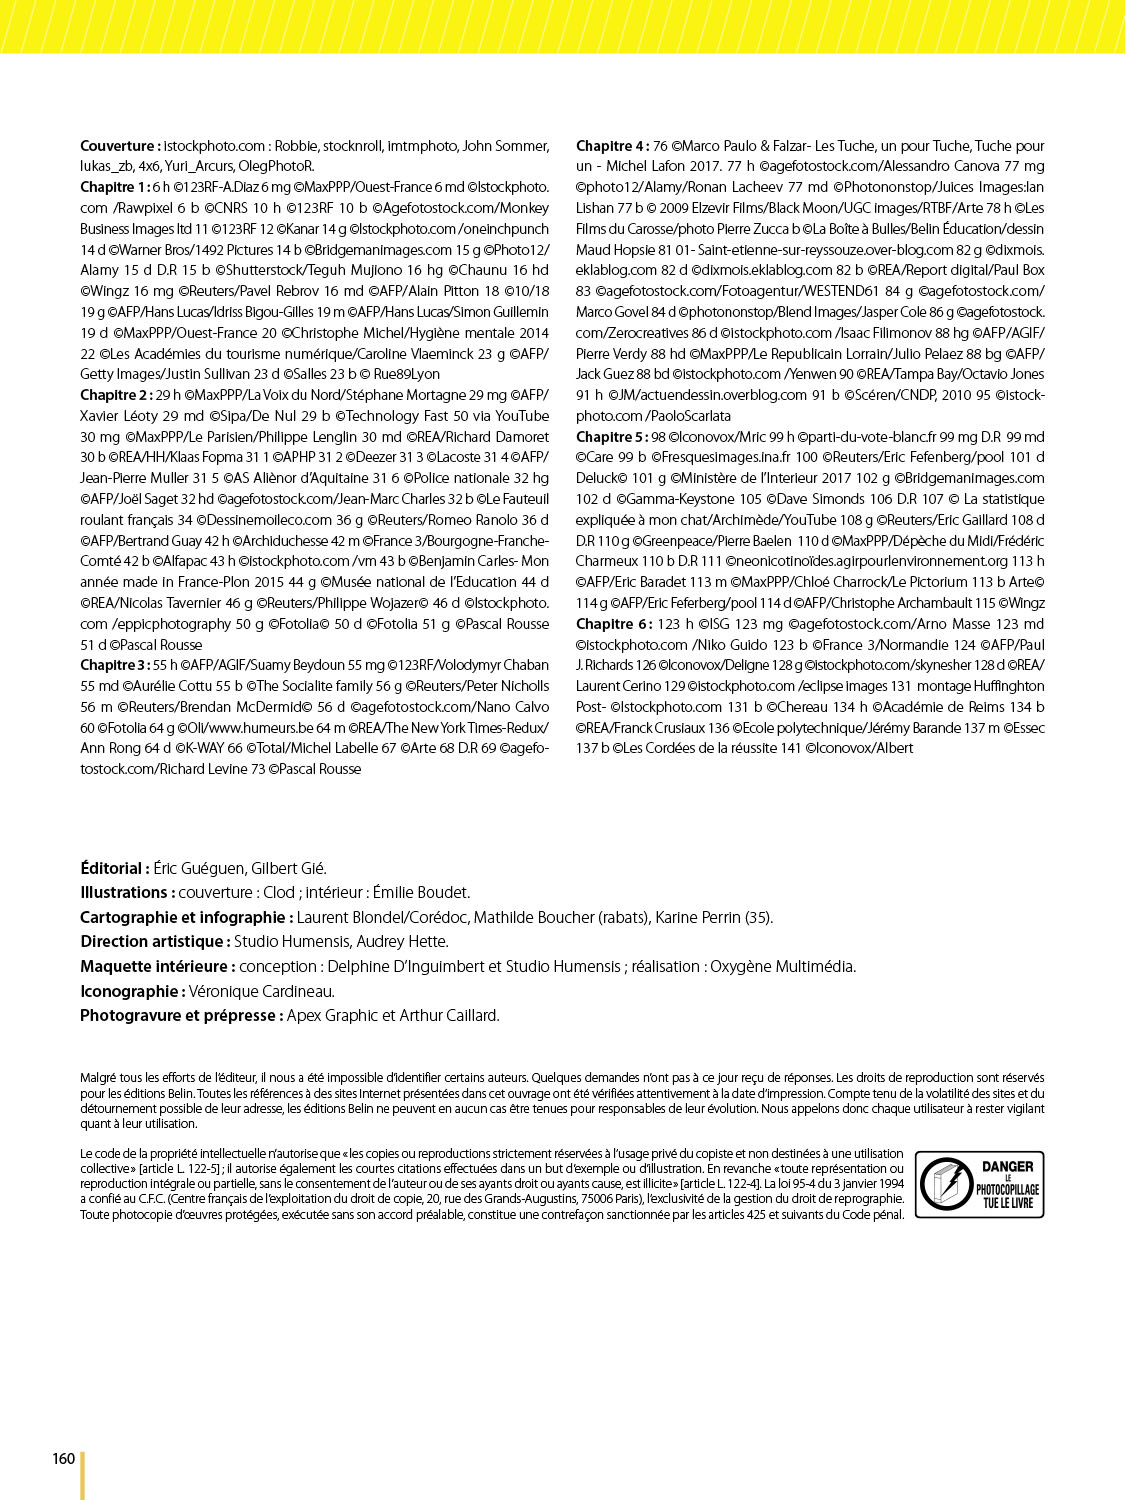 Couverture : istockphoto.com : Robbie, stocknroll, imtmphoto, John Sommer,
lukas_zb, 4x6, Yuri_Arcurs, OlegPhotoR.
Chapitre 1 : 6 h ©123RF-A.Diaz 6 mg ©MaxPPP/Ouest-France 6 md ©Istockphoto.
com /Rawpixel 6 b ©CNRS 10 h ©123RF 10 b ©Agefotostock.com/Monkey
Business Images ltd 11 ©123RF 12 ©Kanar 14 g ©Istockphoto.com /oneinchpunch
14 d ©Warner Bros/1492 Pictures 14 b ©Bridgemanimages.com 15 g ©Photo12/
Alamy 15 d D.R 15 b ©Shutterstock/Teguh Mujiono 16 hg ©Chaunu 16 hd
©Wingz 16 mg ©Reuters/Pavel Rebrov 16 md ©AFP/Alain Pitton 18 ©10/18
19 g ©AFP/Hans Lucas/Idriss Bigou-Gilles 19 m ©AFP/Hans Lucas/Simon Guillemin
19 d ©MaxPPP/Ouest-France 20 ©Christophe Michel/Hygiène mentale 2014
22 ©Les Académies du tourisme numérique/Caroline Vlaeminck 23 g ©AFP/
Getty Images/Justin Sullivan 23 d ©Salles 23 b © Rue89Lyon
Chapitre 2 : 29 h ©MaxPPP/La Voix du Nord/Stéphane Mortagne 29 mg ©AFP/
Xavier Léoty 29 md ©Sipa/De Nul 29 b ©Technology Fast 50 via YouTube
30 mg ©MaxPPP/Le Parisien/Philippe Lenglin 30 md ©REA/Richard Damoret
30 b ©REA/HH/Klaas Fopma 31 1 ©APHP 31 2 ©Deezer 31 3 ©Lacoste 31 4 ©AFP/
Jean-Pierre Muller 31 5 ©AS Aliènor d’Aquitaine 31 6 ©Police nationale 32 hg
©AFP/Joël Saget 32 hd ©agefotostock.com/Jean-Marc Charles 32 b ©Le Fauteuil
roulant français 34 ©Dessinemoileco.com 36 g ©Reuters/Romeo Ranolo 36 d
©AFP/Bertrand Guay 42 h ©Archiduchesse 42 m ©France 3/Bourgogne-Franche-
Comté 42 b ©Alfapac 43 h ©istockphoto.com /vm 43 b ©Benjamin Carles- Mon
année made in France-Plon 2015 44 g ©Musée national de l’Education 44 d
©REA/Nicolas Tavernier 46 g ©Reuters/Philippe Wojazer© 46 d ©Istockphoto.
com /eppicphotography 50 g ©Fotolia© 50 d ©Fotolia 51 g ©Pascal Rousse
51 d ©Pascal Rousse
Chapitre 3 : 55 h ©AFP/AGIF/Suamy Beydoun 55 mg ©123RF/Volodymyr Chaban
55 md ©Aurélie Cottu 55 b ©The Socialite family 56 g ©Reuters/Peter Nicholls
56 m ©Reuters/Brendan McDermid© 56 d ©agefotostock.com/Nano Calvo
60 ©Fotolia 64 g ©Oli/www.humeurs.be 64 m ©REA/The New York Times-Redux/
Ann Rong 64 d ©K-WAY 66 ©Total/Michel Labelle 67 ©Arte 68 D.R 69 ©agefo-
tostock.com/Richard Levine 73 ©Pascal Rousse
Chapitre 4 : 76 ©Marco Paulo & Falzar- Les Tuche, un pour Tuche, Tuche pour
un - Michel Lafon 2017. 77 h ©agefotostock.com/Alessandro Canova 77 mg
©photo12/Alamy/Ronan Lacheev 77 md ©Photononstop/Juices Images:Ian
Lishan 77 b © 2009 Elzevir Films/Black Moon/UGC images/RTBF/Arte 78 h ©Les
Films du Carosse/photo Pierre Zucca b ©La Boîte à Bulles/Belin Éducation/dessin
Maud Hopsie 81 01- Saint-etienne-sur-reyssouze.over-blog.com 82 g ©dixmois.
eklablog.com 82 d ©dixmois.eklablog.com 82 b ©REA/Report digital/Paul Box
83 ©agefotostock.com/Fotoagentur/WESTEND61 84 g ©agefotostock.com/
Marco Govel 84 d ©photononstop/Blend Images/Jasper Cole 86 g ©agefotostock.
com/Zerocreatives 86 d ©istockphoto.com /Isaac Filimonov 88 hg ©AFP/AGIF/
Pierre Verdy 88 hd ©MaxPPP/Le Republicain Lorrain/Julio Pelaez 88 bg ©AFP/
Jack Guez 88 bd ©istockphoto.com /Yenwen 90 ©REA/Tampa Bay/Octavio Jones
91 h ©JM/actuendessin.overblog.com 91 b ©Scéren/CNDP, 2010 95 ©istock-
photo.com /PaoloScarlata
Chapitre 5 : 98 ©Iconovox/Mric 99 h ©parti-du-vote-blanc.fr 99 mg D.R 99 md
©Care 99 b ©Fresquesimages.ina.fr 100 ©Reuters/Eric Fefenberg/pool 101 d
Deluck© 101 g ©Ministère de l’Interieur 2017 102 g ©Bridgemanimages.com
102 d ©Gamma-Keystone 105 ©Dave Simonds 106 D.R 107 © La statistique
expliquée à mon chat/Archimède/YouTube 108 g ©Reuters/Eric Gaillard 108 d
D.R 110 g ©Greenpeace/Pierre Baelen 110 d ©MaxPPP/Dépèche du Midi/Frédéric
Charmeux 110 b D.R 111 ©neonicotinoïdes.agirpourlenvironnement.org 113 h
©AFP/Eric Baradet 113 m ©MaxPPP/Chloé Charrock/Le Pictorium 113 b Arte©
114 g ©AFP/Eric Feferberg/pool 114 d ©AFP/Christophe Archambault 115 ©Wingz
Chapitre 6 : 123 h ©ISG 123 mg ©agefotostock.com/Arno Masse 123 md
©istockphoto.com /Niko Guido 123 b ©France 3/Normandie 124 ©AFP/Paul
J. Richards 126 ©Iconovox/Deligne 128 g ©istockphoto.com/skynesher 128 d ©REA/
Laurent Cerino 129 ©istockphoto.com /eclipse images 131 montage Huffinghton
Post- ©Istockphoto.com 131 b ©Chereau 134 h ©Académie de Reims 134 b
©REA/Franck Crusiaux 136 ©Ecole polytechnique/Jérémy Barande 137 m ©Essec
137 b ©Les Cordées de la réussite 141 ©Iconovox/Albert
Éditorial : Éric Guéguen, Gilbert Gié.
Illustrations : couverture : Clod ; intérieur : Émilie Boudet.
Cartographie et infographie : Laurent Blondel/Corédoc, Mathilde Boucher (rabats), Karine Perrin (35).
Direction artistique : Studio Humensis, Audrey Hette.
Maquette intérieure : conception : Delphine D’Inguimbert et Studio Humensis ; réalisation : Oxygène Multimédia.
Iconographie : Véronique Cardineau.
Photogravure et prépresse : Apex Graphic et Arthur Caillard.
Malgré tous les efforts de l’éditeur, il nous a été impossible d’identifier certains auteurs. Quelques demandes n’ont pas à ce jour reçu de réponses. Les droits de reproduction sont réservés
pour les éditions Belin. Toutes les références à des sites Internet présentées dans cet ouvrage ont été vérifiées attentivement à la date d’impression. Compte tenu de la volatilité des sites et du
détournement possible de leur adresse, les éditions Belin ne peuvent en aucun cas être tenues pour responsables de leur évolution. Nous appelons donc chaque utilisateur à rester vigilant
quant à leur utilisation.
Le code de la propriété intellectuelle n’autorise que « les copies ou reproductions strictement réservées à l’usage privé du copiste et non destinées à une utilisation
collective » [article L. 122-5] ; il autorise également les courtes citations effectuées dans un but d’exemple ou d’illustration. En revanche « toute représentation ou
reproduction intégrale ou partielle, sans le consentement de l’auteur ou de ses ayants droit ou ayants cause, est illicite » [article L. 122-4]. La loi 95-4 du 3 janvier 1994
a confié au C.F.C. (Centre français de l’exploitation du droit de copie, 20, rue des Grands-Augustins, 75006 Paris), l’exclusivité de la gestion du droit de reprographie.
Toute photocopie d’œuvres protégées, exécutée sans son accord préalable, constitue une contrefaçon sanctionnée par les articles 425 et suivants du Code pénal.
DANGER
LE
PHOTOCOPILLAGE
TUE LE LIVRE
160